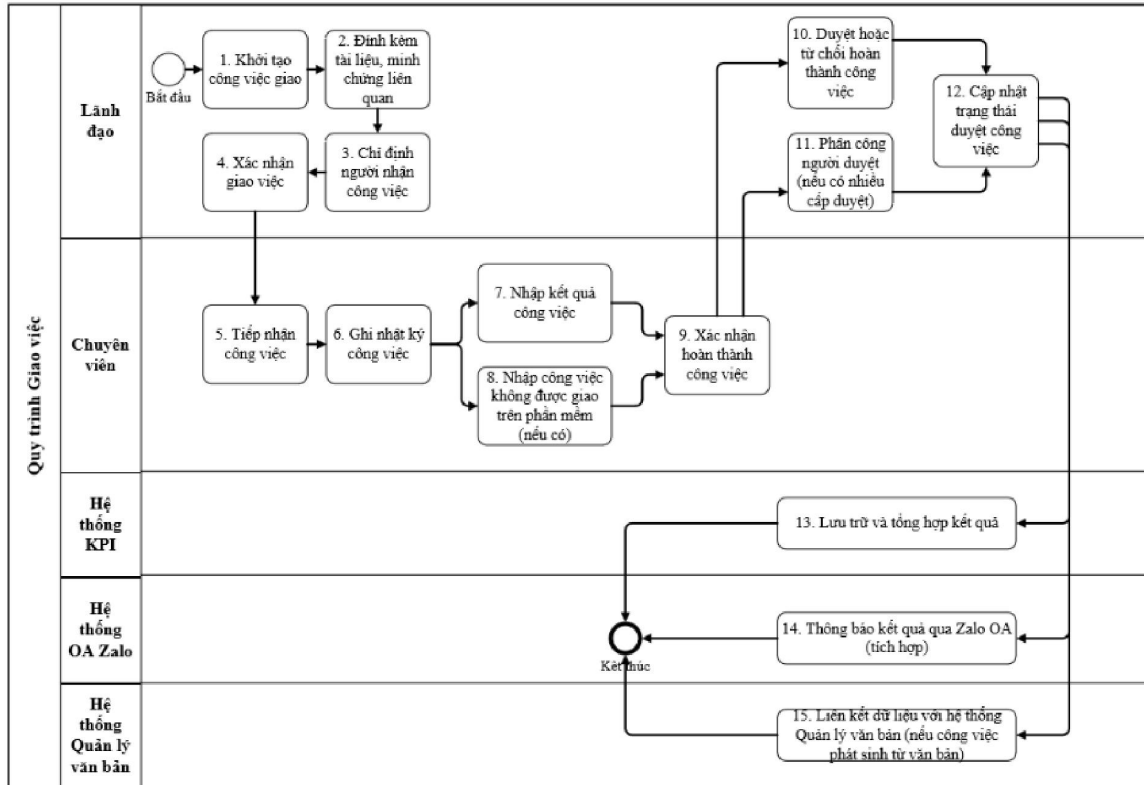 Quy trình Giao việc
Lãnh
đạo
Bắt đầu
1. Khởi tạo
công việc giao
2. Đính kèm
tài liệu, minh
chứng liên
quan
3. Chỉ định
người nhận
công việc
4. Xác nhận
giao việc
10. Duyệt hoặc
từ chối hoàn
thành công
việc
11. Phân công
người duyệt
(nếu có nhiều
cấp duyệt)
12. Cập nhật
trạng thái
duyệt công
việc
Chuyên
viên
5. Tiếp nhận
công việc
6. Ghi nhật ký
công việc
7. Nhập kết quả
công việc
8. Nhập công việc
không được giao
trên phần mềm
(nếu có)
9. Xác nhận
hoàn thành
công việc
Hệ
thống
KPI
13. Lưu trữ và tổng hợp kết quả
Hệ
thống
OA Zalo
14. Thông báo kết quả qua Zalo OA
(tích hợp)
Kết thúc
Hệ
thống
Quản lý
văn bản
15. Liên kết dữ liệu với hệ thống
Quản lý văn bản (nếu công việc
phát sinh từ văn bản)